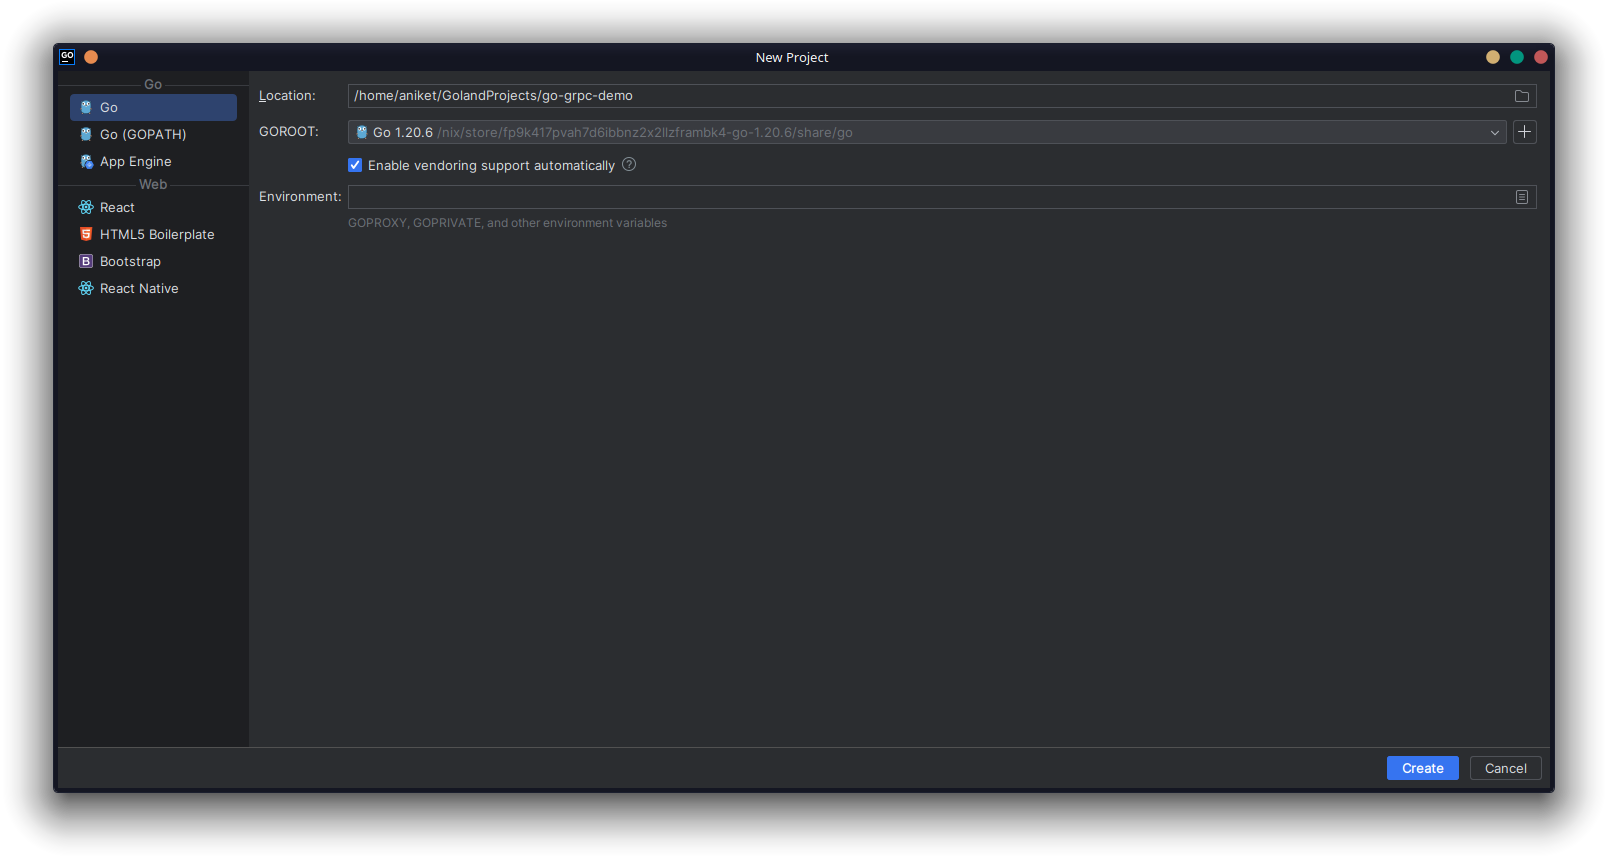 GO
New Project
Go
Go
Go (GOPATH)
App Engine
Web
React
HTML5 Boilerplate
B Bootstrap
React Native
Location: /home/aniket/GolandProjects/go-grpc-demo
GOROOT: Go 1.20.6 /nix/store/fp9k417pvah7d6ibbnz2x2llzframbk4-go-1.20.6/share/go
Enable vendoring support automatically ?
Environment:
GOPROXY, GOPRIVATE, and other environment variables
Create Cancel